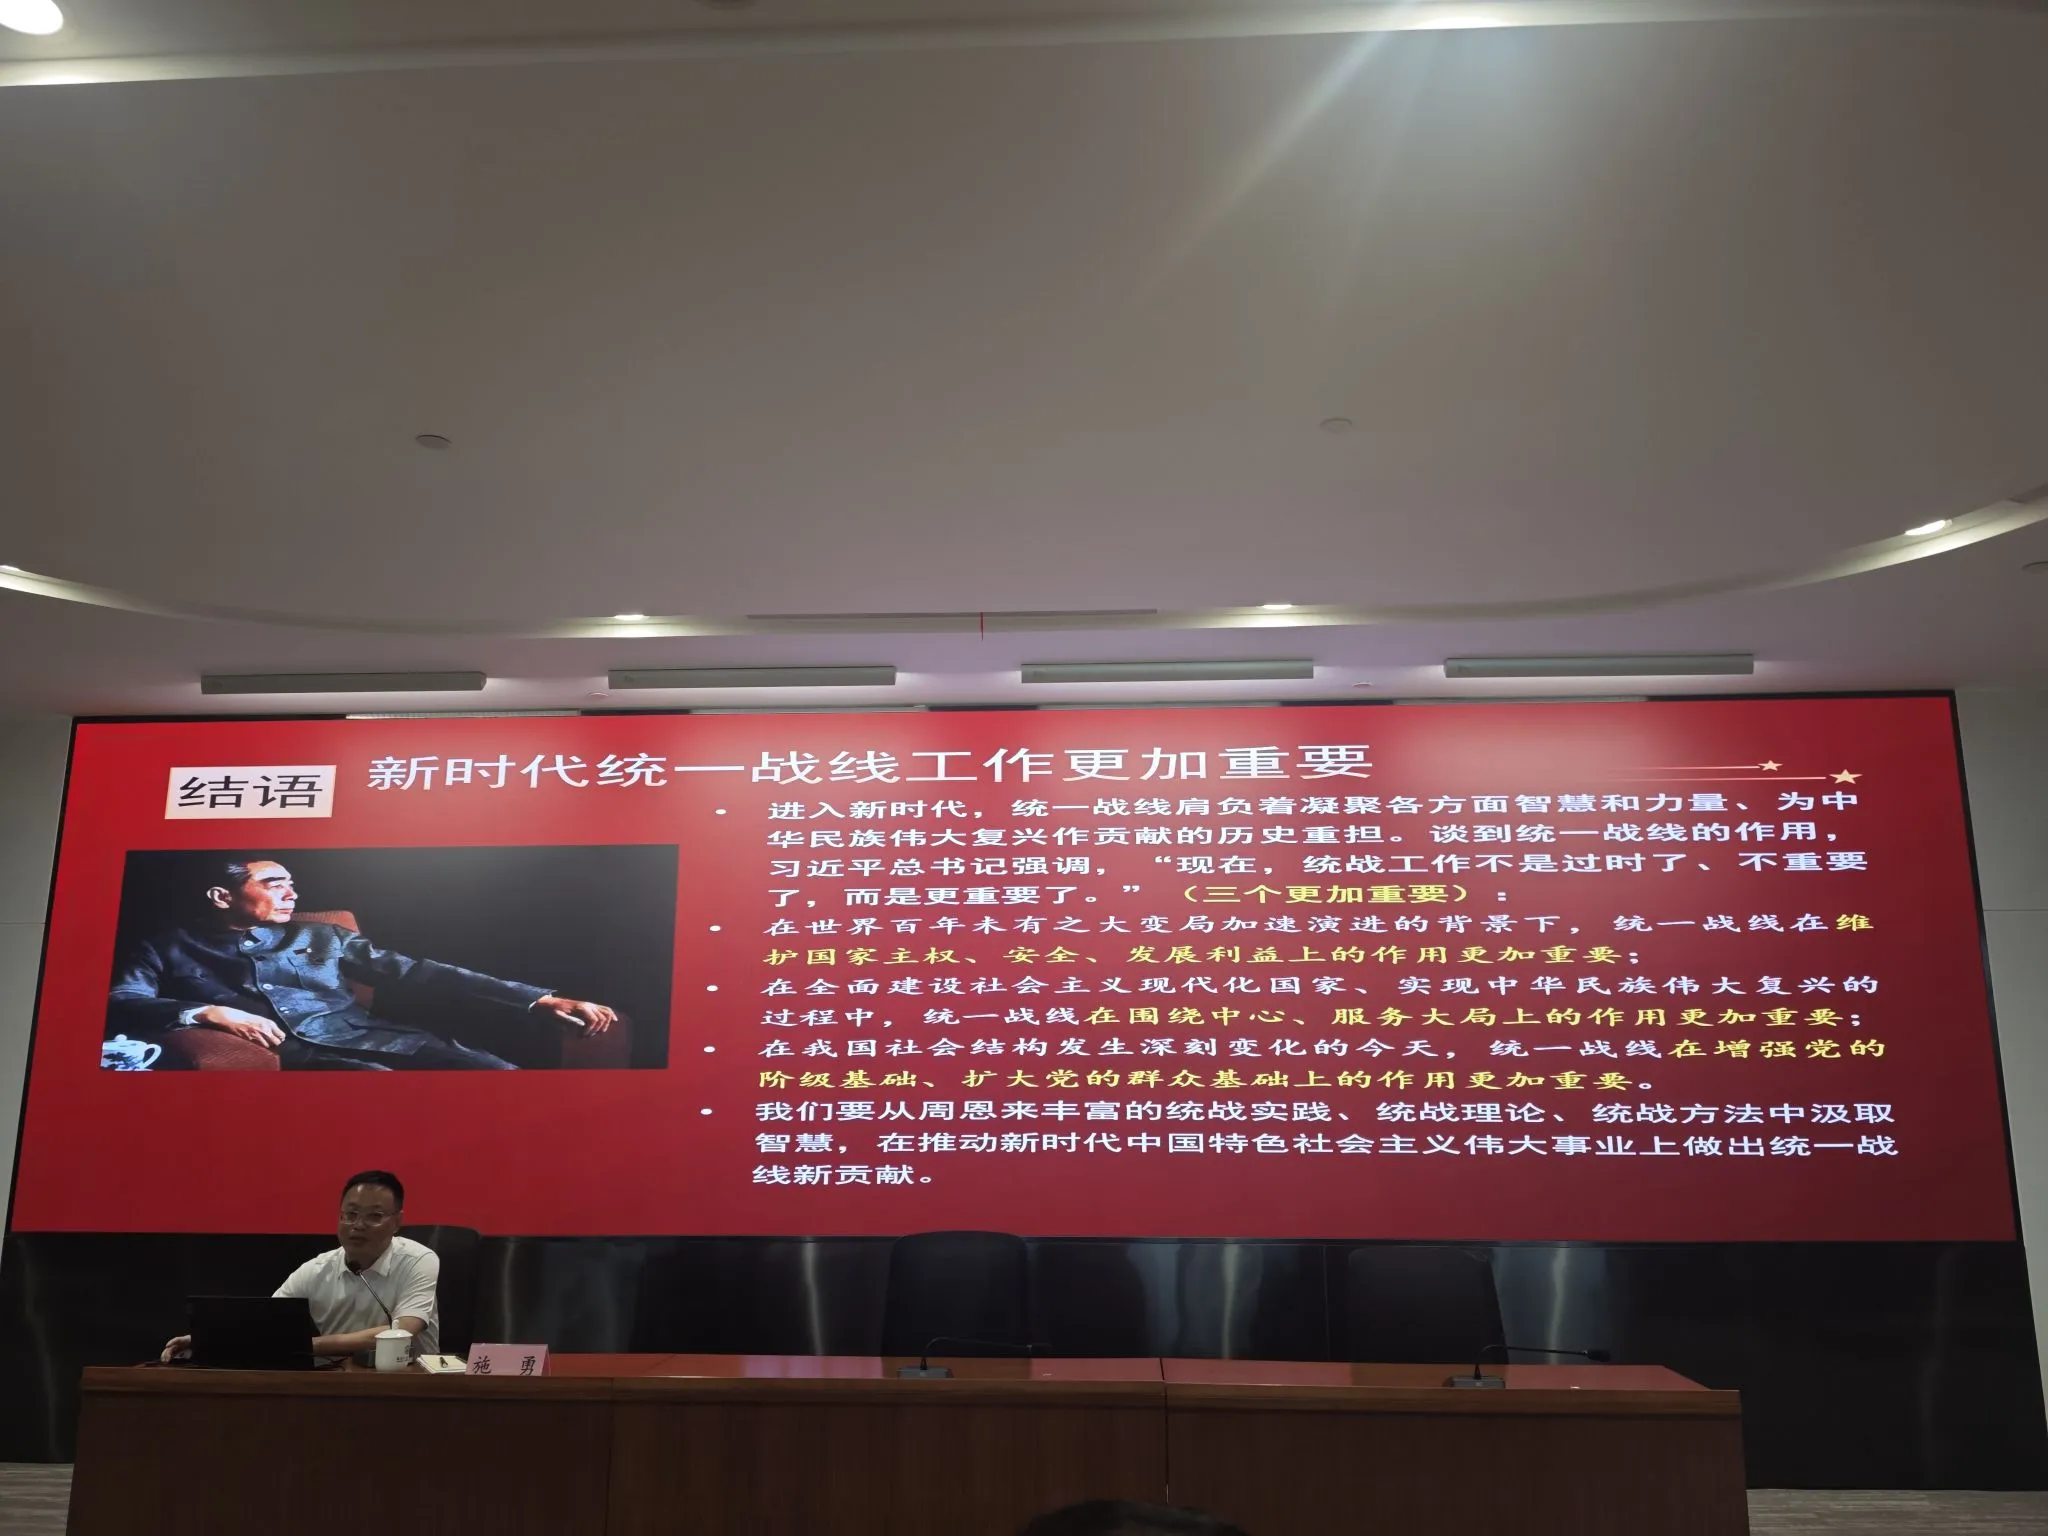 结语
新时代统一战线工作更加重要
• 进入新时代，统一战线肩负着凝聚各方面智慧和力量、为中
华民族伟大复兴作贡献的历史重担。谈到统一战线的作用，
习近平总书记强调，“现在，统战工作不是过时了、不重要
了，而是更重要了。”（三个更加重要）：
• 在世界百年未有之大变局加速演进的背景下，统一战线在维
护国家主权、安全、发展利益上的作用更加重要；
• 在全面建设社会主义现代化国家、实现中华民族伟大复兴的
过程中，统一战线在围绕中心、服务大局上的作用更加重要；
• 在我国社会结构发生深刻变化的今天，统一战线在增强党的
阶级基础、扩大党的群众基础上的作用更加重要。
• 我们要从周恩来丰富的统战实践、统战理论、统战方法中汲取
智慧，在推动新时代中国特色社会主义伟大事业上做出统一战
线新贡献。
施 勇